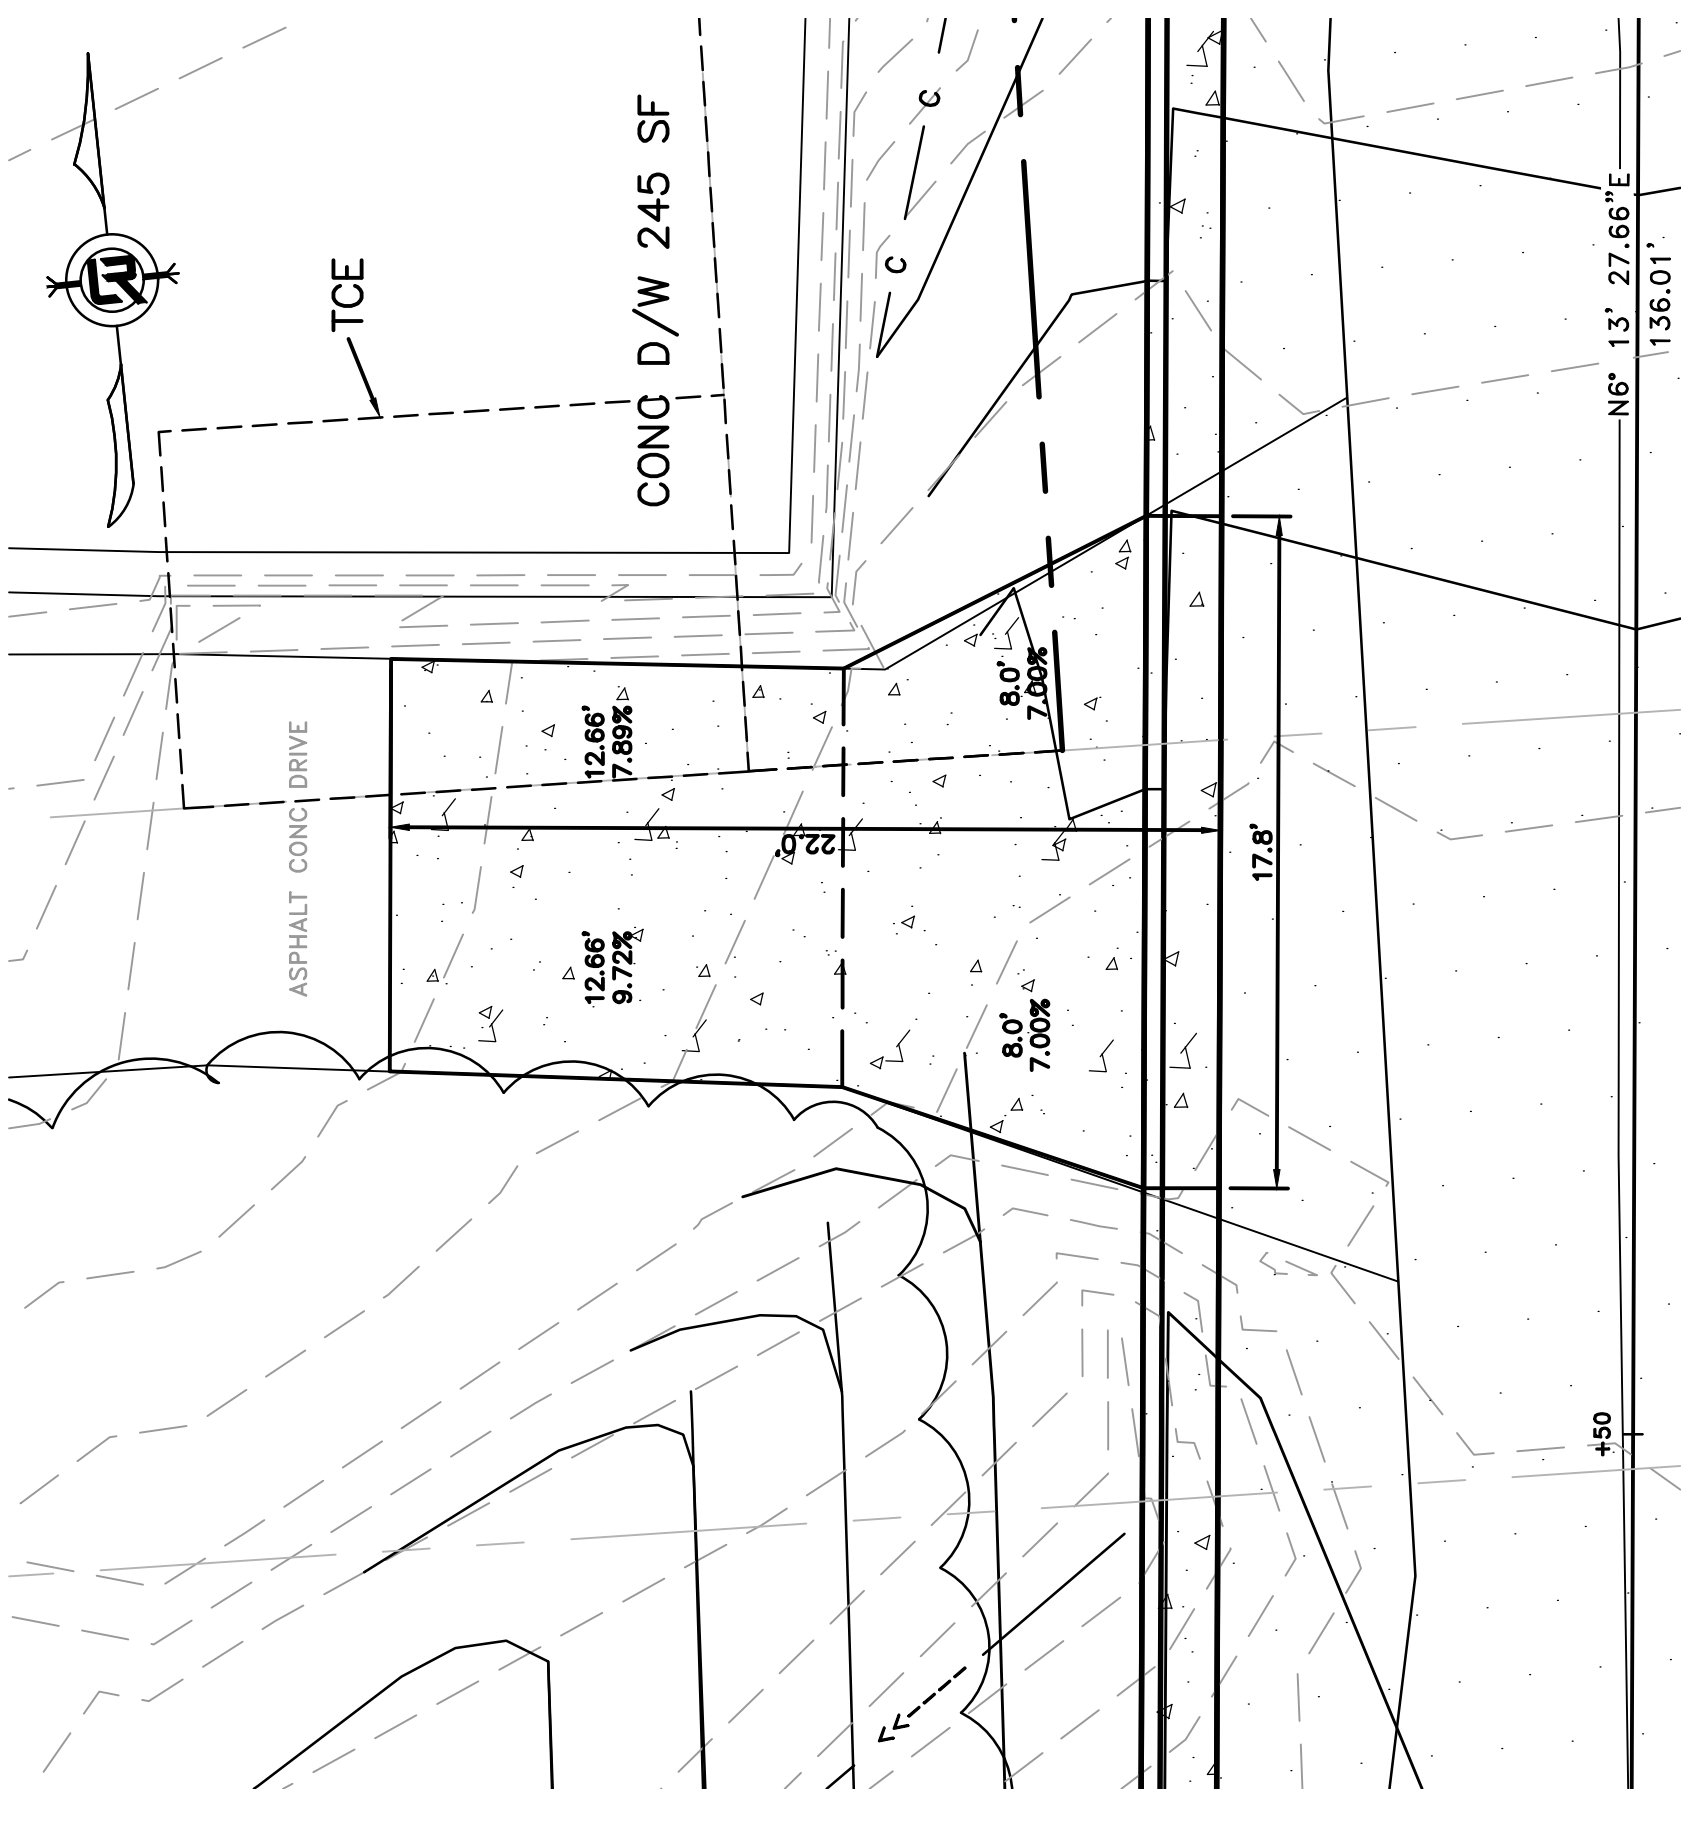 C
C
TCE
CONC D/W 245 SF
N6° 13' 27.66"E
136.01'
ASPHALT CONC DRIVE
12.66'
7.89%
8.0'
7.00%
22.0'
17.8'
12.66'
9.72%
8.0'
7.00%
+50
LR